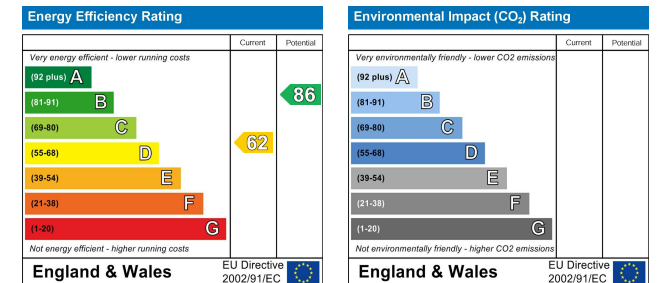 Energy Efficiency Rating
Current Potential
Very energy efficient - lower running costs
(92 plus) A
(81-91) B
86
(69-80) C
62
(55-68) D
(39-54) E
(21-38) F
(1-20) G
Not energy efficient - higher running costs
England & Wales
EU Directive
2002/91/EC
Environmental Impact (CO₂) Rating
Current Potential
Very environmentally friendly - lower CO2 emissions
(92 plus) A
(81-91) B
(69-80) C
(55-68) D
(39-54) E
(21-38) F
(1-20) G
Not environmentally friendly - higher CO2 emissions
England & Wales
EU Directive
2002/91/EC